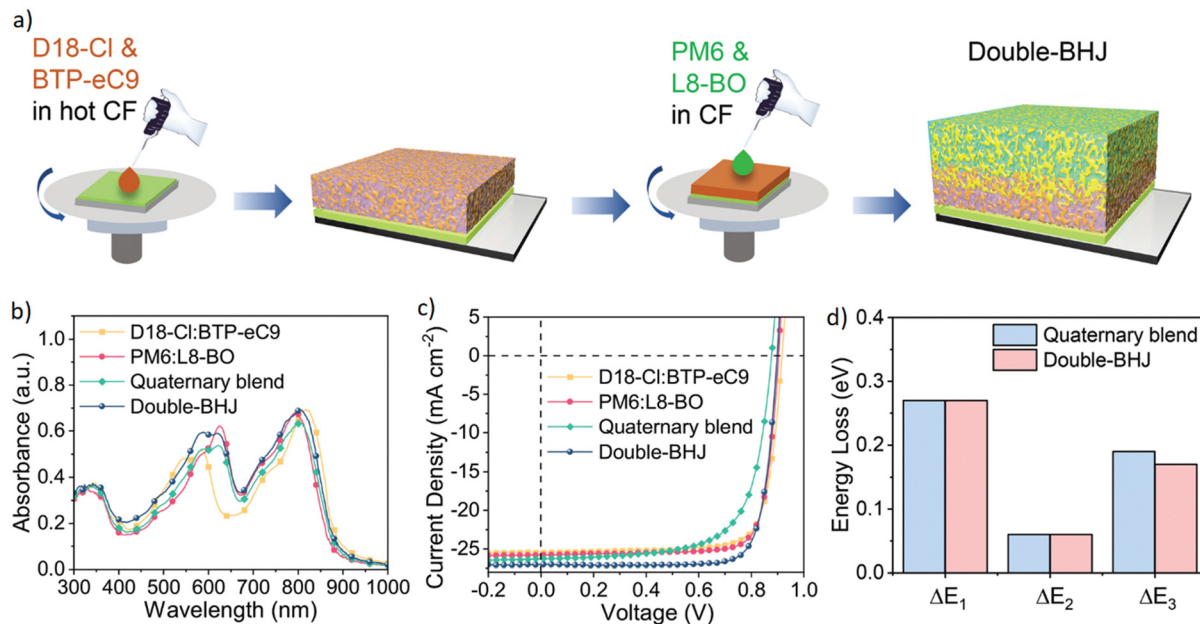 a)
D18-Cl &
BTP-eC9
in hot CF
PM6 &
L8-BO
in CF
Double-BHJ
b)
1.0
0.8
0.6
0.4
0.2
0.0
Absorbance (a.u.)
D18-Cl:BTP-eC9
PM6:L8-BO
Quaternary blend
Double-BHJ
300 400 500 600 700 800 900 1000
Wavelength (nm)
c)
5
0
-5
-10
-15
-20
-25
Current Density (mA cm⁻²)
D18-Cl:BTP-eC9
PM6:L8-BO
Quaternary blend
Double-BHJ
-0.2 0.0 0.2 0.4 0.6 0.8 1.0
Voltage (V)
d)
0.4
0.3
0.2
0.1
0.0
Energy Loss (eV)
Quaternary blend
Double-BHJ
ΔE₁ ΔE₂ ΔE₃